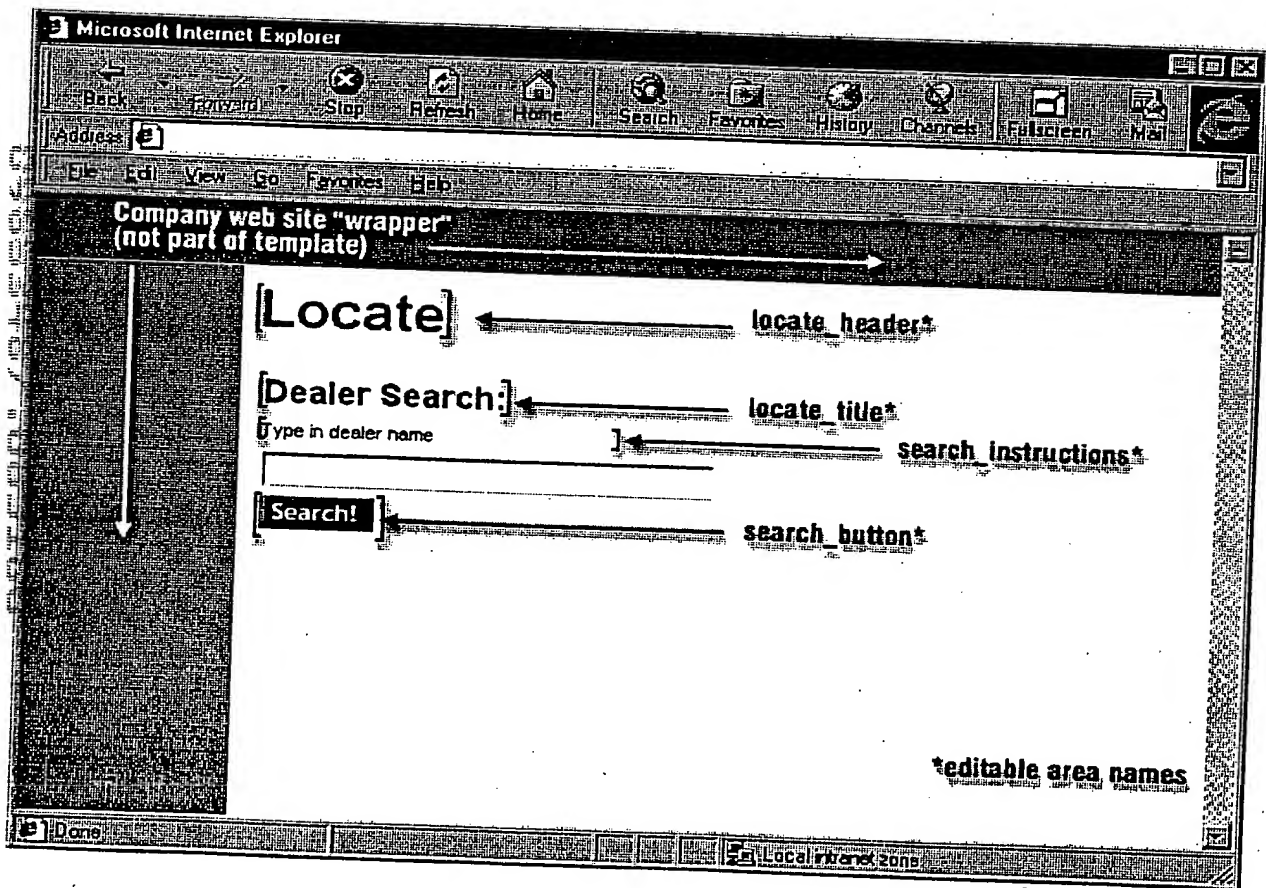 Microsoft Internet Explorer
Back Forward Stop Refresh Home Search Favorites History Channels Fullscreen Mail
Address
File Edit View Go Favorites Help
Company web site "wrapper"
(not part of template)
[Locate] locate_header*
[Dealer Search:] locate_title*
[Type in dealer name ] search_instructions*
[Search! ] search_button*
*editable area names
Done Local intranet zone